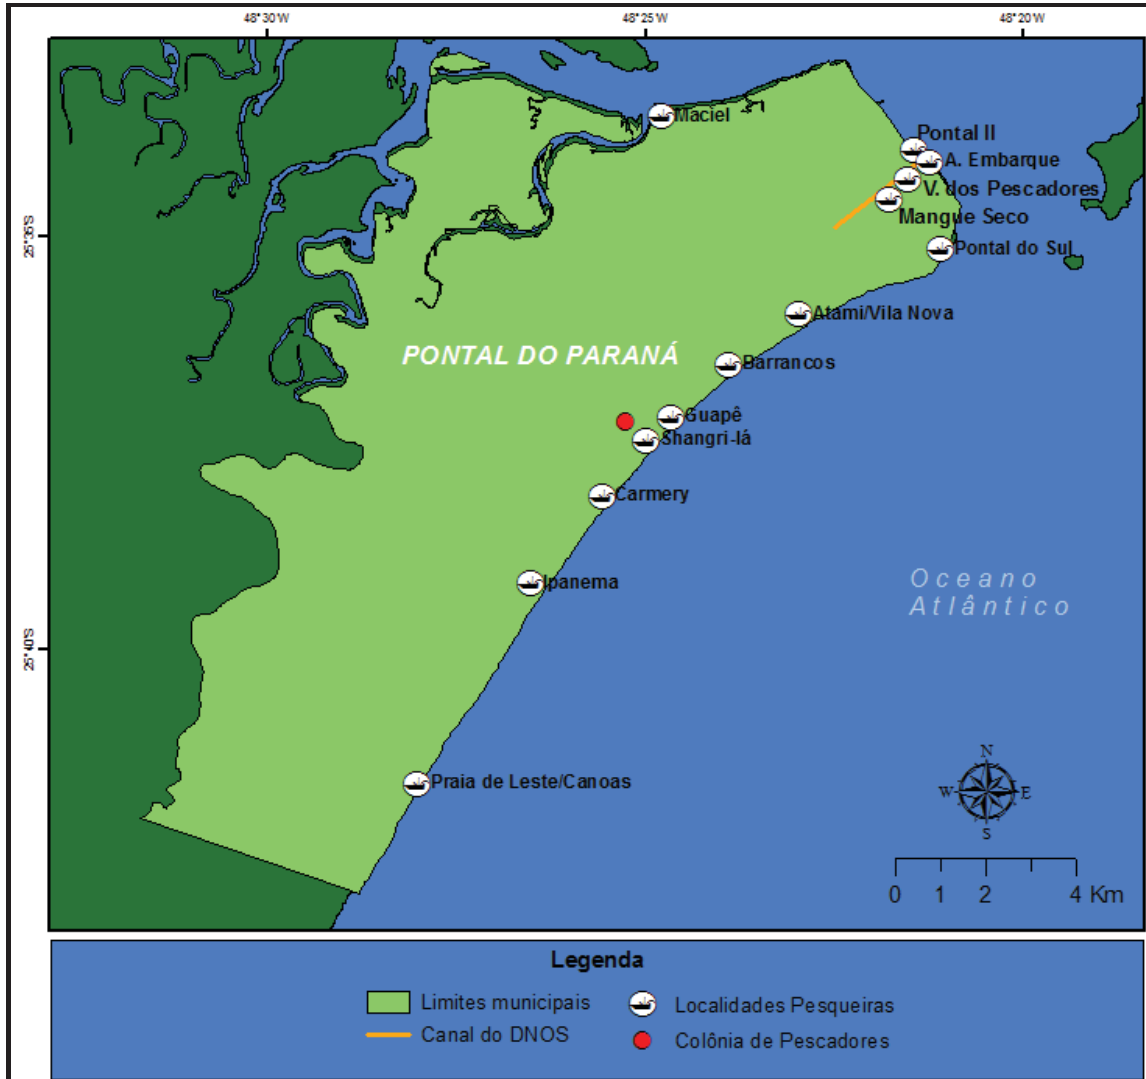 48°30'W
48°25'W
48°20'W
Maciel
Pontal II
A. Embarque
V. dos Pescadores
Mangue Seco
25°35'S
Pontal do Sul
Atami/Vila Nova
PONTAL DO PARANÁ
Barrancos
Guapê
Shangri-lá
Carmery
Ipanema
Oceano
Atlântico
25°40'S
Praia de Leste/Canoas
N
W
E
S
0 1 2 4 Km
Legenda
Limites municipais
Localidades Pesqueiras
Canal do DNOS
Colônia de Pescadores